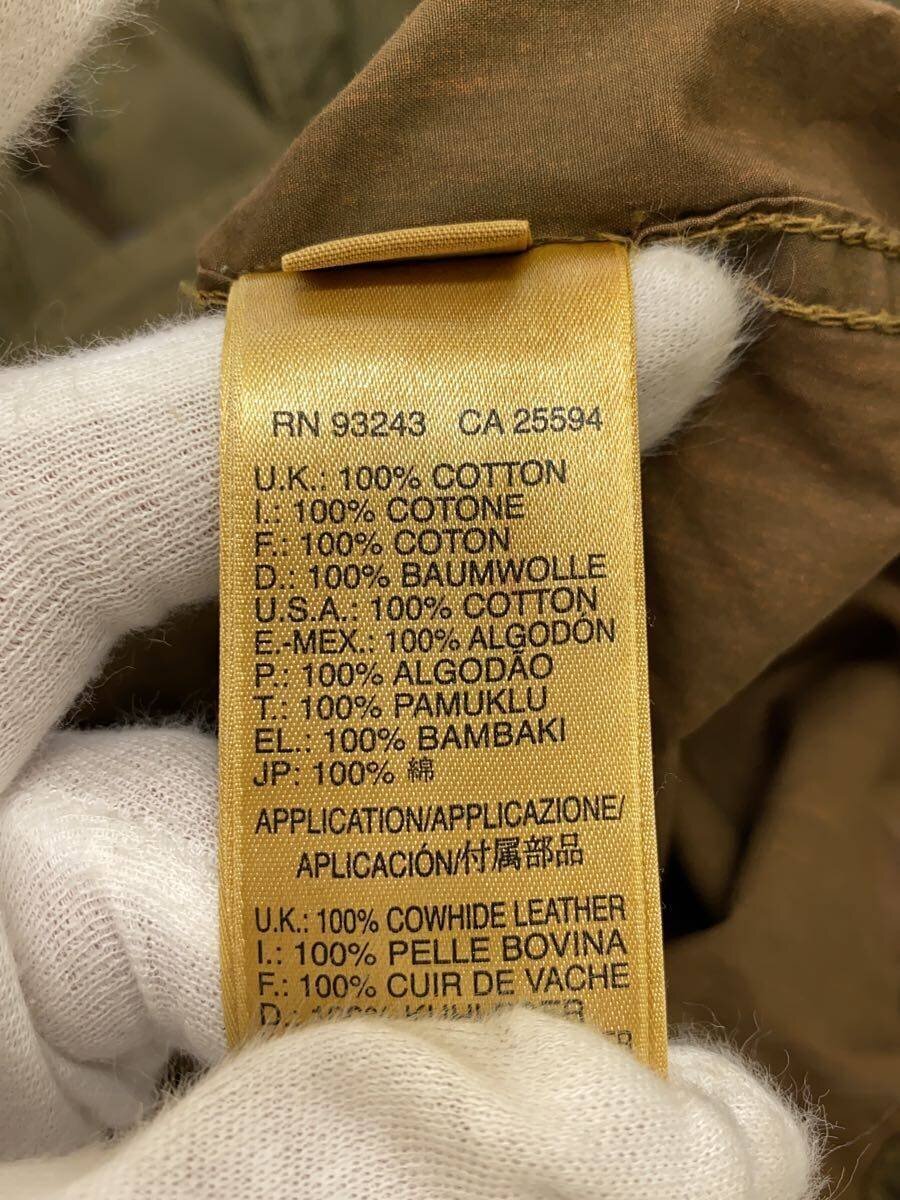 RN 93243 CA 25594
U.K.: 100% COTTON
I.: 100% COTONE
F.: 100% COTON
D.: 100% BAUMWOLLE
U.S.A.: 100% COTTON
E.-MEX.: 100% ALGODÓN
P.: 100% ALGODÃO
T.: 100% PAMUKLU
EL.: 100% BAMBAKI
JP: 100% 綿
APPLICATION/APPLICAZIONE/
APLICACIÓN/付属部品
U.K.: 100% COWHIDE LEATHER
I.: 100% PELLE BOVINA
F.: 100% CUIR DE VACHE
D.: 100%